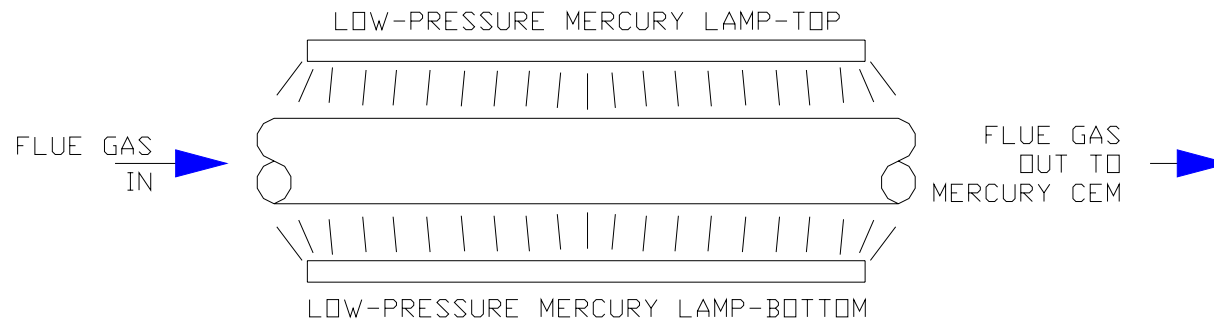 LOW-PRESSURE MERCURY LAMP-TOP
FLUE GAS
IN
FLUE GAS
OUT TO
MERCURY CEM
LOW-PRESSURE MERCURY LAMP-BOTTOM